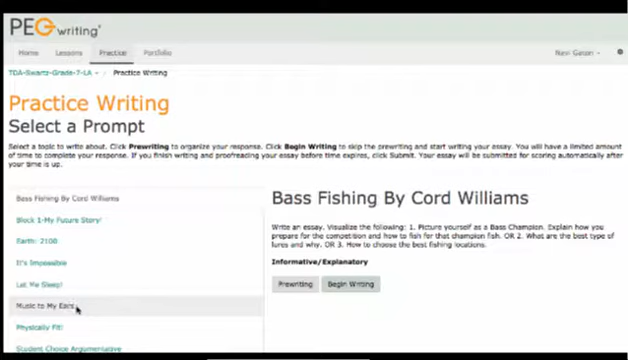 PEG writing
Home Lessons Practice Portfolio
TDA-Swartz-Grade-7-LA / Practice Writing
Practice Writing
Select a Prompt
Select a topic to write about. Click Prewriting to organize your response. Click Begin Writing to skip the prewriting and start writing your essay. You will have a limited amount
of time to complete your response. If you finish writing and proofreading your essay before time expires, click Submit. Your essay will be submitted for scoring automatically after
your time is up.
Bass Fishing By Cord Williams
Block 1-My Future Story!
Earth: 2100
It's Impossible
Let Me Sleep!
Music to My Ears
Physically Fit!
Student Choice Argumentative
Bass Fishing By Cord Williams
Write an essay. Visualize the following: 1. Picture yourself as a Bass Champion. Explain how you
prepare for the competition and how to fish for that champion fish. OR 2. What are the best type of
lures and why. OR 3. How to choose the best fishing locations.
Informative/Explanatory
Prewriting Begin Writing